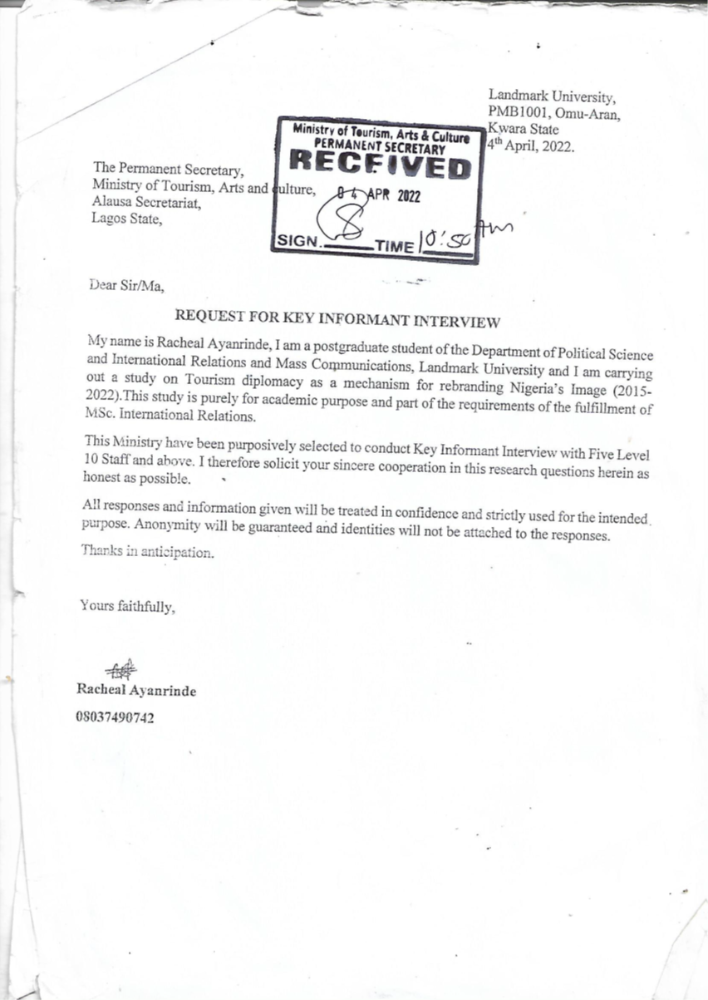 Landmark University,
PMB1001, Omu-Aran,
Kwara State
4th April, 2022.
Ministry of Tourism, Arts & Culture
PERMANENT SECRETARY
RECEIVED
04 APR 2022
SIGN. TIME 10:50 Am
The Permanent Secretary,
Ministry of Tourism, Arts and Culture,
Alausa Secretariat,
Lagos State,
Dear Sir/Ma,
REQUEST FOR KEY INFORMANT INTERVIEW
My name is Racheal Ayanrinde, I am a postgraduate student of the Department of Political Science
and International Relations and Mass Communications, Landmark University and I am carrying
out a study on Tourism diplomacy as a mechanism for rebranding Nigeria's Image (2015-
2022).This study is purely for academic purpose and part of the requirements of the fulfillment of
MSc. International Relations.
This Ministry have been purposively selected to conduct Key Informant Interview with Five Level
10 Staff and above. I therefore solicit your sincere cooperation in this research questions herein as
honest as possible.
All responses and information given will be treated in confidence and strictly used for the intended
purpose. Anonymity will be guaranteed and identities will not be attached to the responses.
Thanks in anticipation.
Yours faithfully,
Racheal Ayanrinde
08037490742